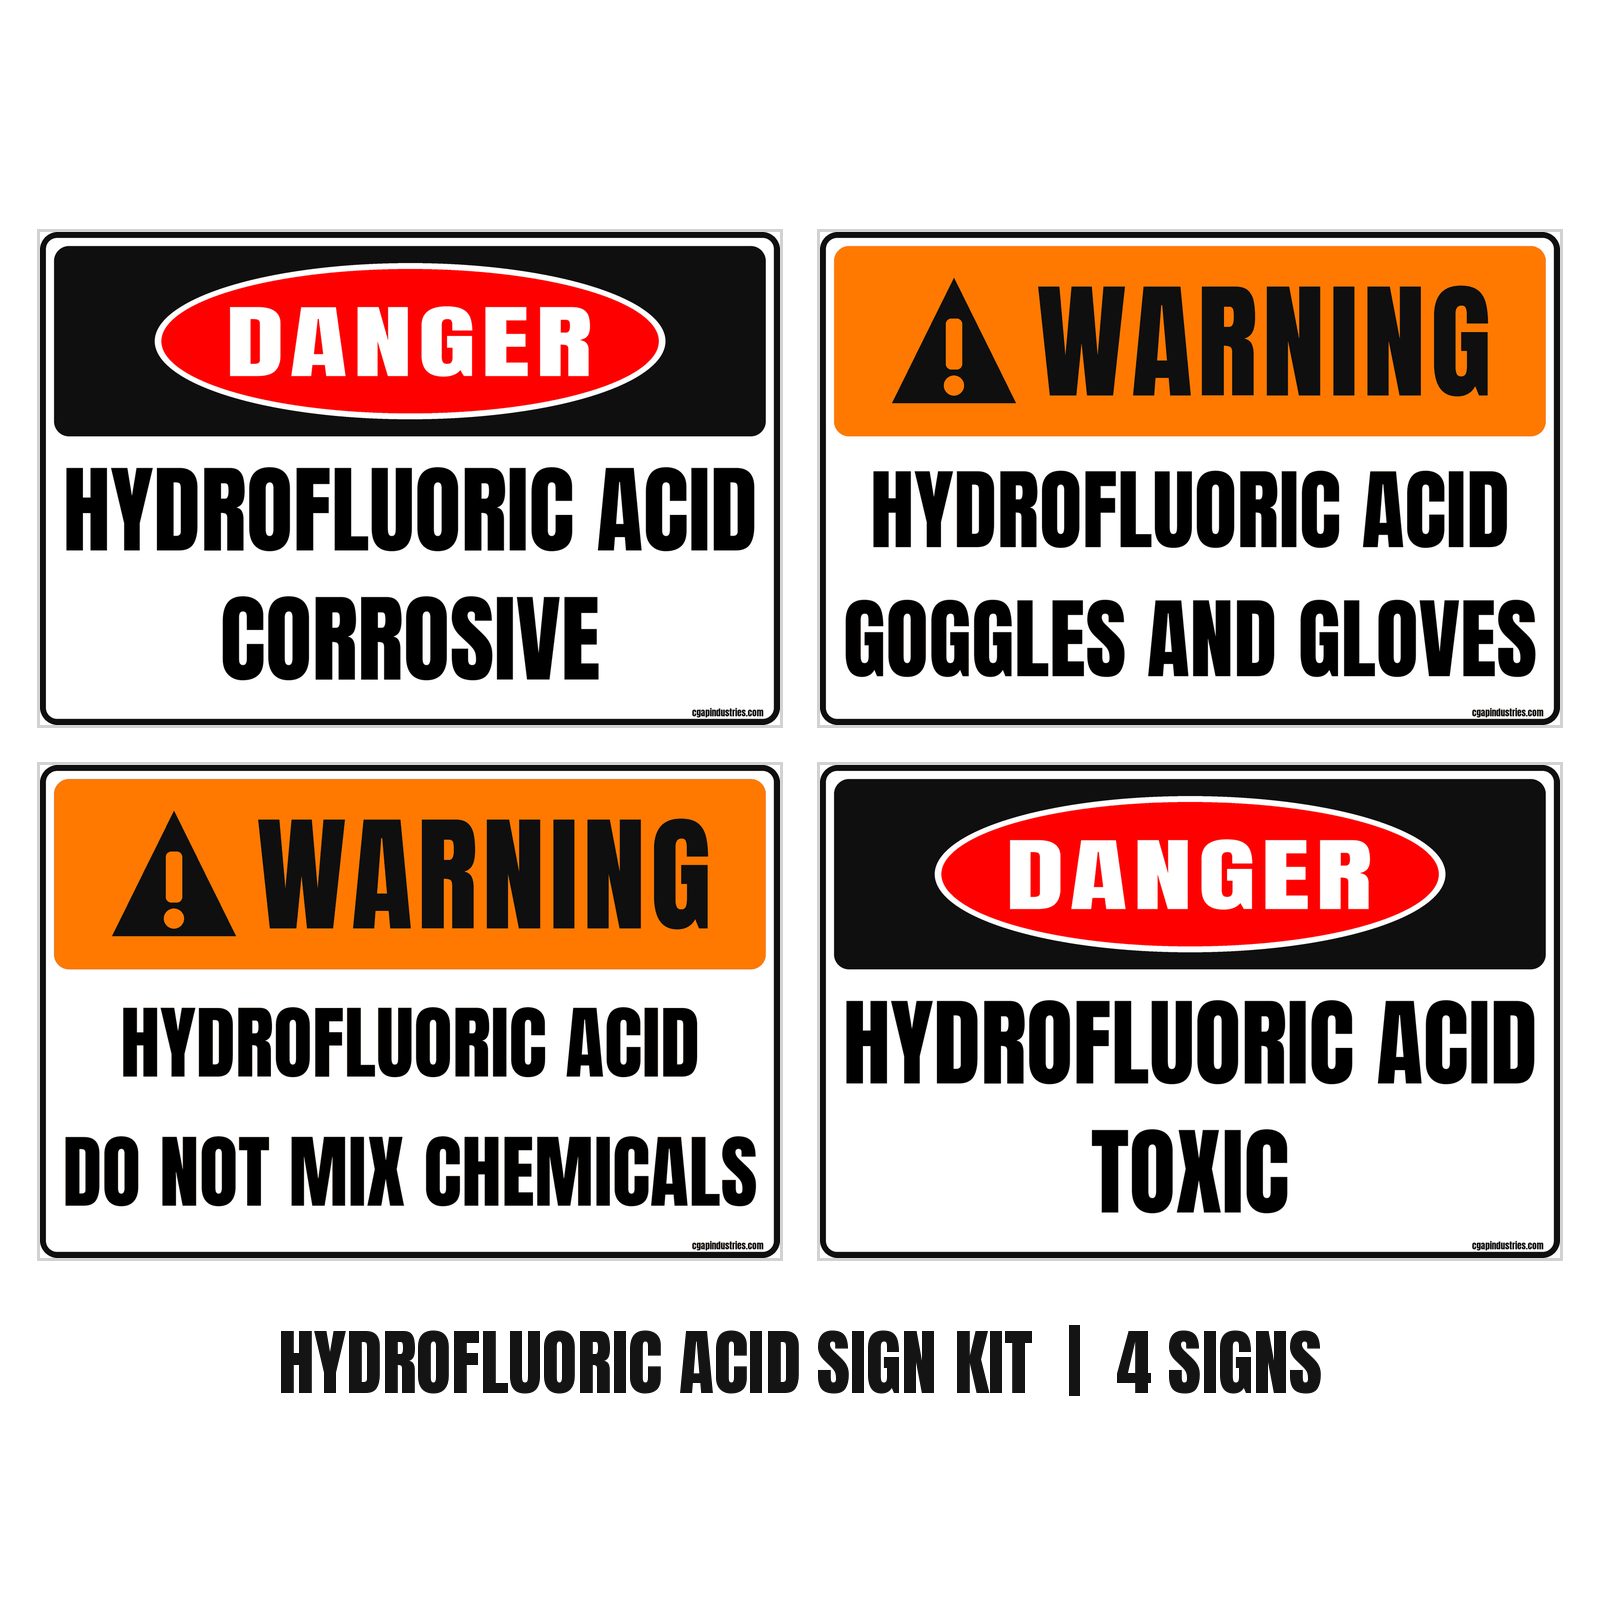 DANGER
HYDROFLUORIC ACID
CORROSIVE
cgapindustries.com
WARNING
HYDROFLUORIC ACID
GOGGLES AND GLOVES
cgapindustries.com
WARNING
HYDROFLUORIC ACID
DO NOT MIX CHEMICALS
cgapindustries.com
DANGER
HYDROFLUORIC ACID
TOXIC
cgapindustries.com
HYDROFLUORIC ACID SIGN KIT | 4 SIGNS